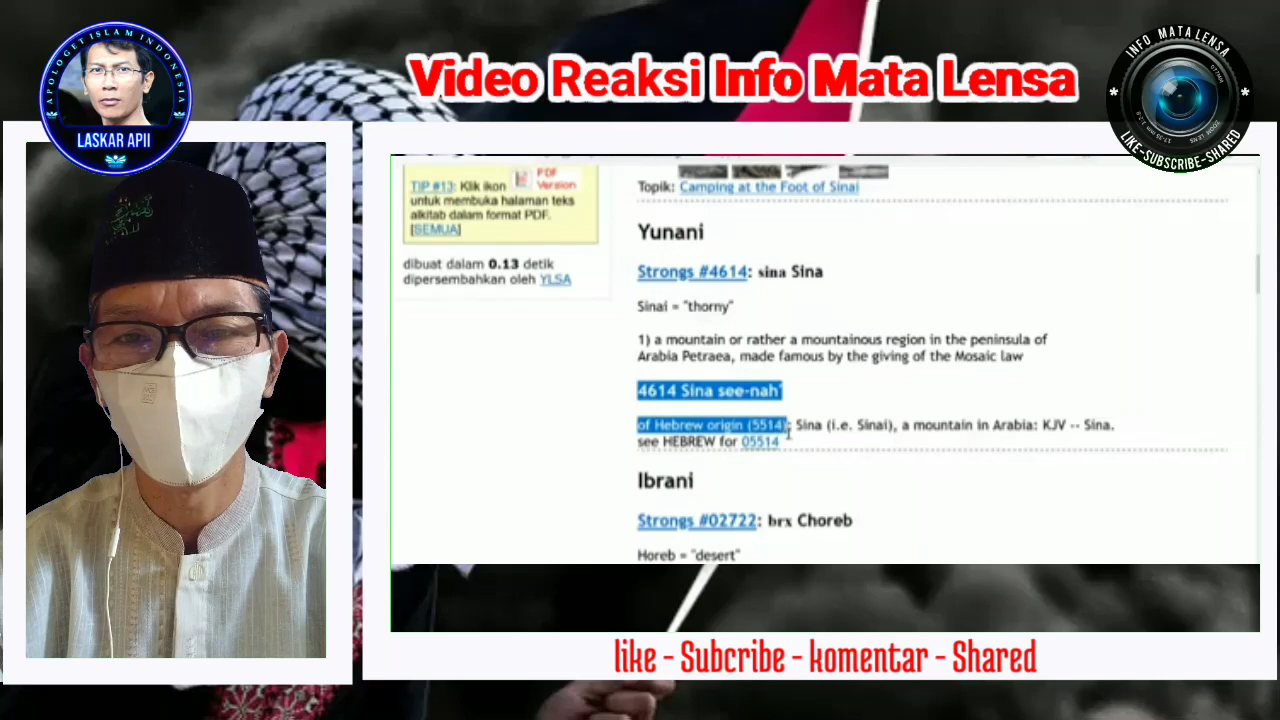 APOLOGET ISLAM INDONESIA
LASKAR APII
Video Reaksi Info Mata Lensa
INFO MATA LENSA
LIKE-SUBSCRIBE-SHARED
TIP #13: Klik ikon PDF Version
untuk membuka halaman teks
alkitab dalam format PDF.
[SEMUA]
dibuat dalam 0.13 detik
dipersembahkan oleh YLSA
Topik: Camping at the Foot of Sinai
Yunani
Strongs #4614: sina Sina
Sinai = "thorny"
1) a mountain or rather a mountainous region in the peninsula of
Arabia Petraea, made famous by the giving of the Mosaic law
4614 Sina see-nah'
of Hebrew origin (5514); Sina (i.e. Sinai), a mountain in Arabia: KJV -- Sina.
see HEBREW for 05514
Ibrani
Strongs #02722: brx Choreb
Horeb = "desert"
like - Subcribe - komentar - Shared